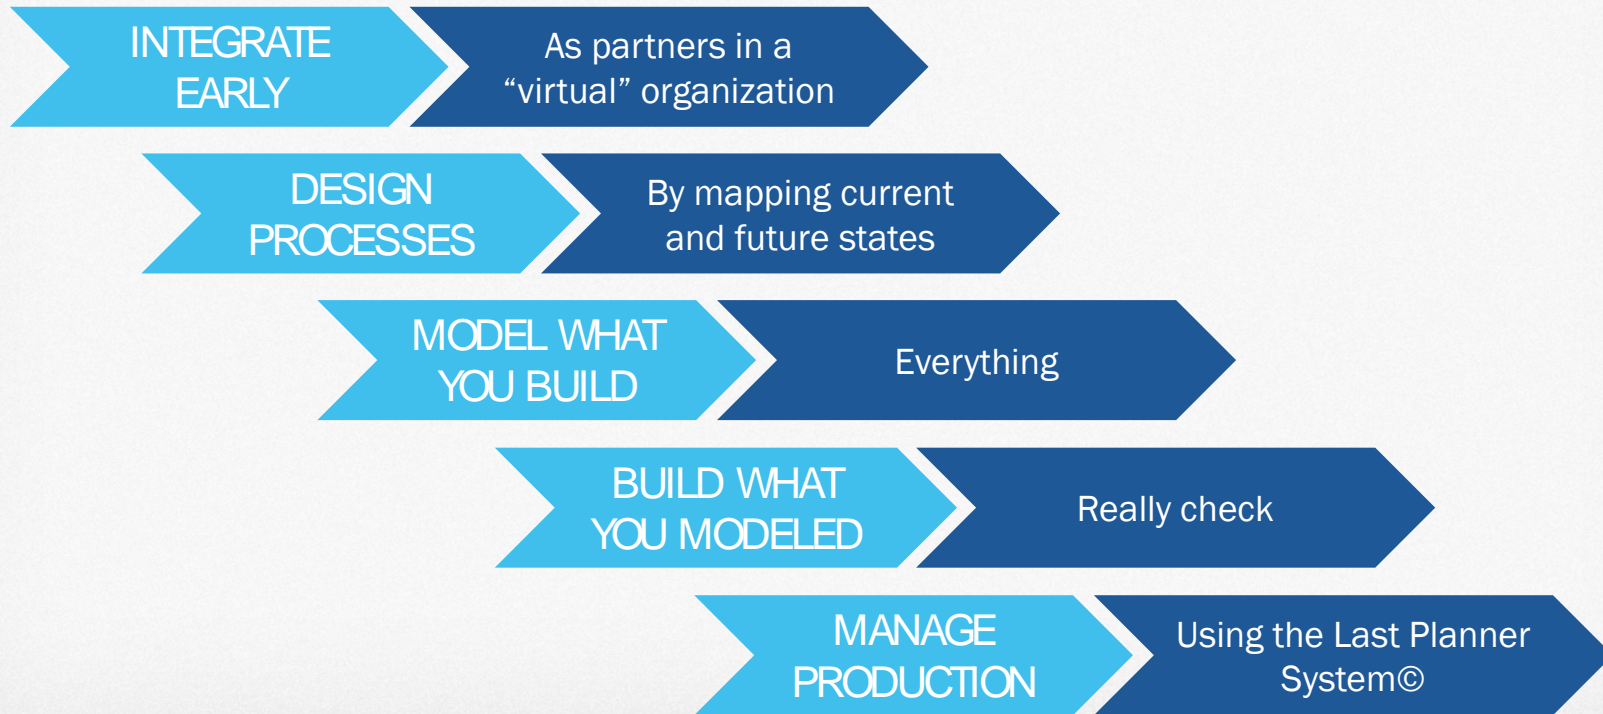 INTEGRATE
EARLY
As partners in a
“virtual” organization
DESIGN
PROCESSES
By mapping current
and future states
MODEL WHAT
YOU BUILD
Everything
BUILD WHAT
YOU MODELED
Really check
MANAGE
PRODUCTION
Using the Last Planner
System©